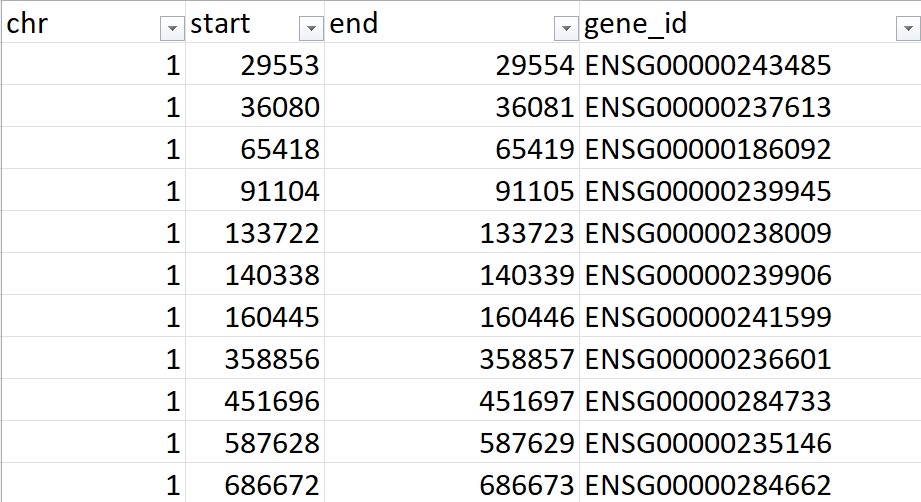 chr start end gene_id
1 29553 29554 ENSG00000243485
1 36080 36081 ENSG00000237613
1 65418 65419 ENSG00000186092
1 91104 91105 ENSG00000239945
1 133722 133723 ENSG00000238009
1 140338 140339 ENSG00000239906
1 160445 160446 ENSG00000241599
1 358856 358857 ENSG00000236601
1 451696 451697 ENSG00000284733
1 587628 587629 ENSG00000235146
1 686672 686673 ENSG00000284662